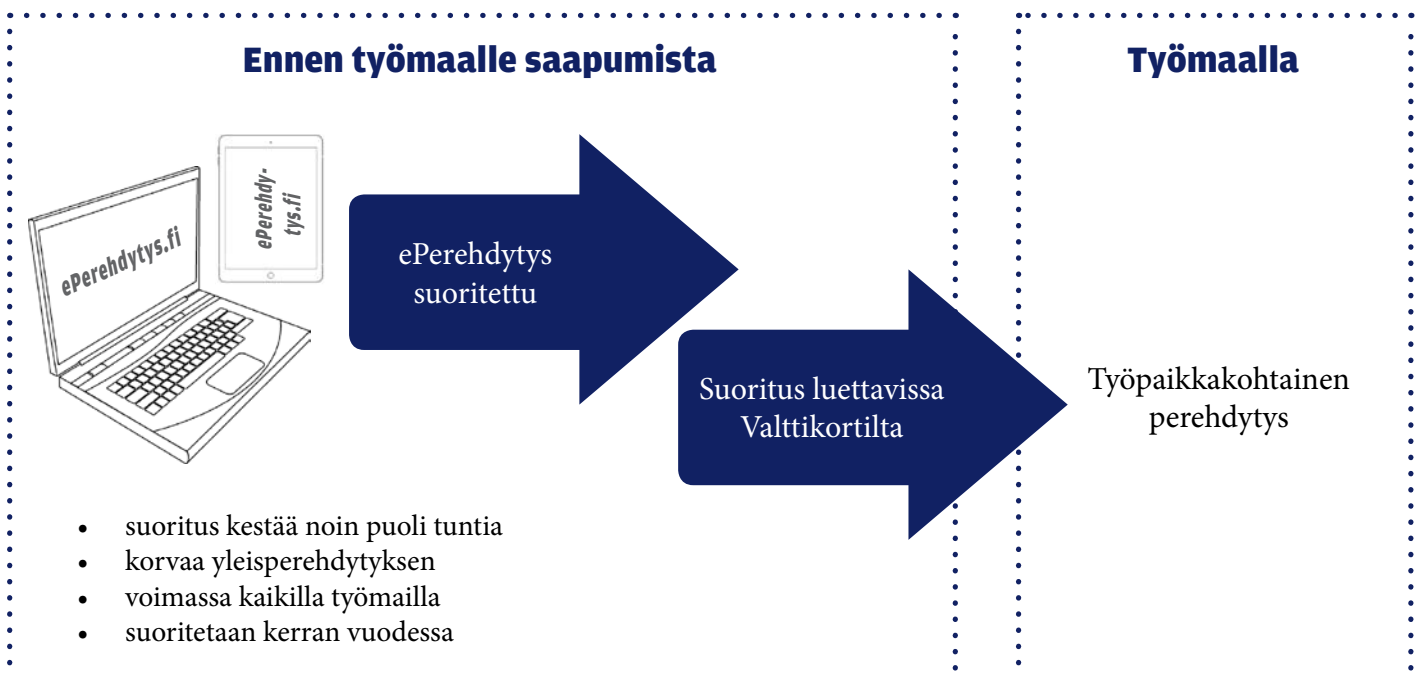 Ennen työmaalle saapumista
ePerehdytys.fi
ePerehdy-
tys.fi
ePerehdytys
suoritettu
Suoritus luettavissa
Valttikortilta
• suoritus kestää noin puoli tuntia
• korvaa yleisperehdytyksen
• voimassa kaikilla työmailla
• suoritetaan kerran vuodessa
Työmaalla
Työpaikkakohtainen
perehdytys